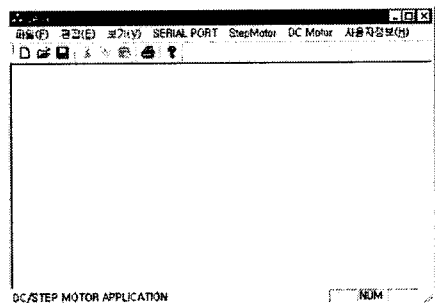 파일(F) 편집(E) 보기(V) SERIAL PORT StepMotor DC Motor 사용자정보(H)
DC/STEP MOTOR APPLICATION NUM